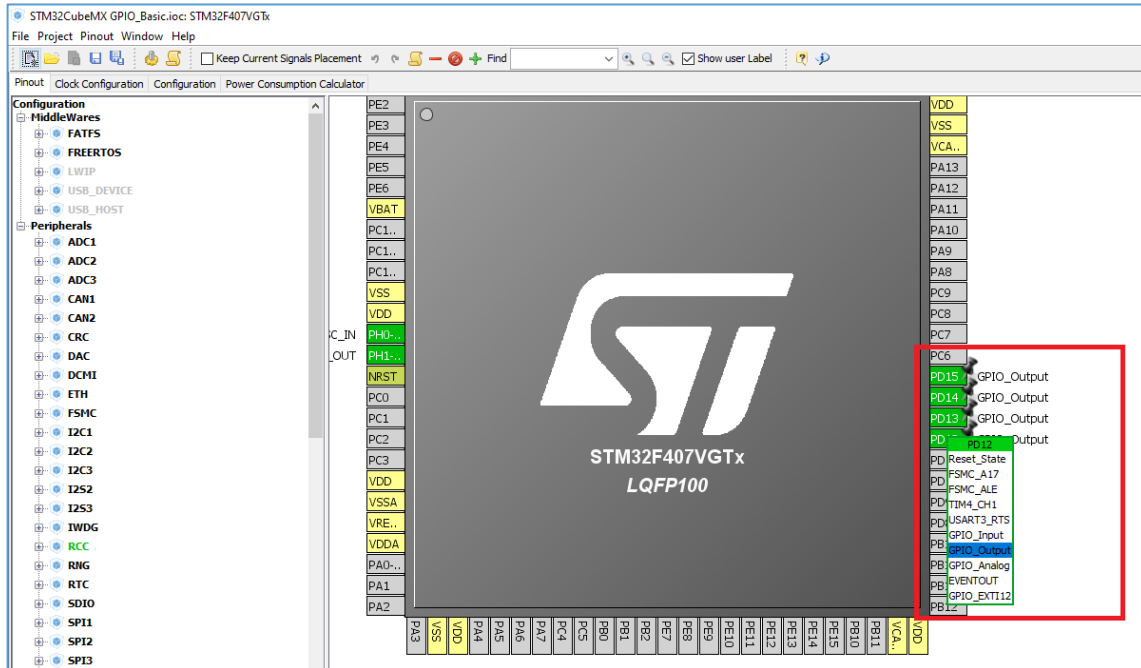 STM32CubeMX GPIO_Basic.ioc: STM32F407VGTx
File Project Pinout Window Help
Keep Current Signals Placement Find Show user Label
Pinout Clock Configuration Configuration Power Consumption Calculator
Configuration
MiddleWares
FATFS
FREERTOS
LWIP
USB_DEVICE
USB_HOST
Peripherals
ADC1
ADC2
ADC3
CAN1
CAN2
CRC
DAC
DCMI
ETH
FSMC
I2C1
I2C2
I2C3
I2S2
I2S3
IWDG
RCC
RNG
RTC
SDIO
SPI1
SPI2
SPI3
PE2
PE3
PE4
PE5
PE6
VBAT
PC1..
PC1..
PC1..
VSS
VDD
SC_IN PH0-..
_OUT PH1-..
NRST
PC0
PC1
PC2
PC3
VDD
VSSA
VRE..
VDDA
PA0-..
PA1
PA2
ST
STM32F407VGTx
LQFP100
VDD
VSS
VCA..
PA13
PA12
PA11
PA10
PA9
PA8
PC9
PC8
PC7
PC6
PD15 GPIO_Output
PD14 GPIO_Output
PD13 GPIO_Output
PD12
Reset_State
FSMC_A17
FSMC_ALE
TIM4_CH1
USART3_RTS
GPIO_Input
GPIO_Output
GPIO_Analog
EVENTOUT
GPIO_EXTI12
PB12
PA3 VSS VDD PA4 PA5 PA6 PA7 PC4 PC5 PB0 PB1 PB2 PE7 PE8 PE9 PE10 PE11 PE12 PE13 PE14 PE15 PB10 PB11 VCA.. VDD